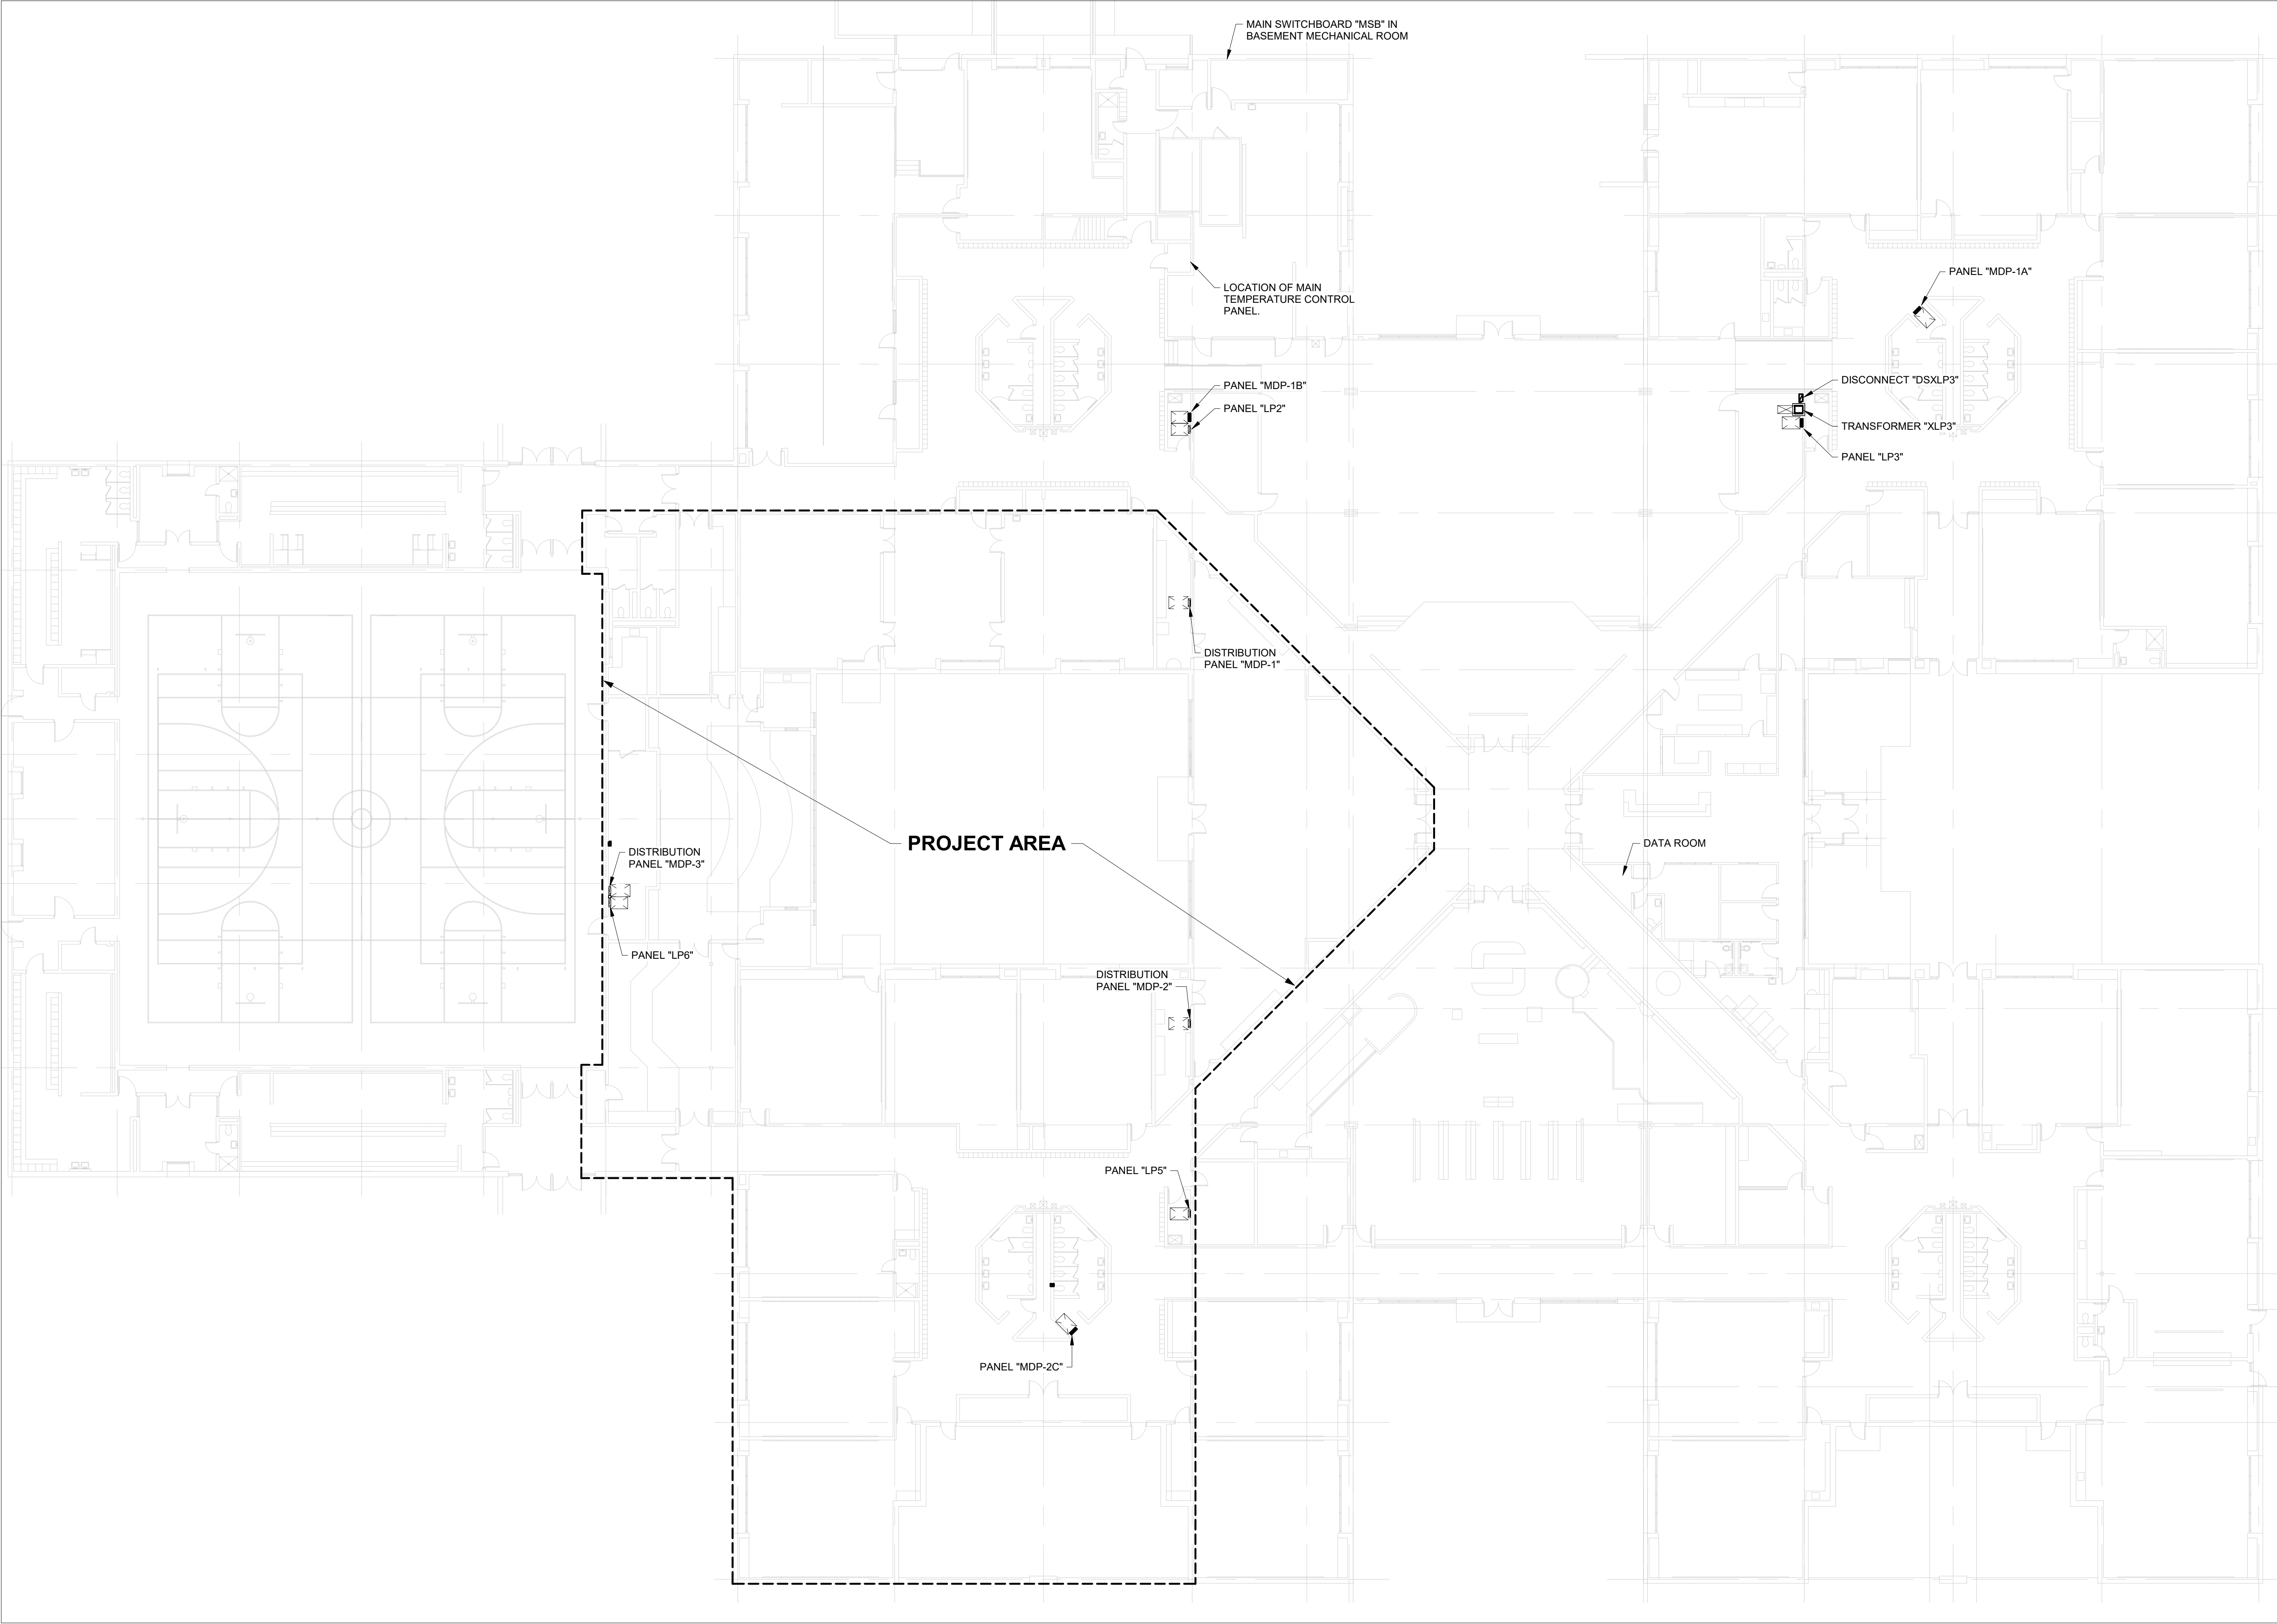 MAIN SWITCHBOARD "MSB" IN
BASEMENT MECHANICAL ROOM
LOCATION OF MAIN
TEMPERATURE CONTROL
PANEL.
PANEL "MDP-1A"
PANEL "MDP-1B"
PANEL "LP2"
DISCONNECT "DSXLP3"
TRANSFORMER "XLP3"
PANEL "LP3"
DISTRIBUTION
PANEL "MDP-1"
PROJECT AREA
DATA ROOM
DISTRIBUTION
PANEL "MDP-3"
PANEL "LP6"
DISTRIBUTION
PANEL "MDP-2"
PANEL "LP5"
PANEL "MDP-2C"